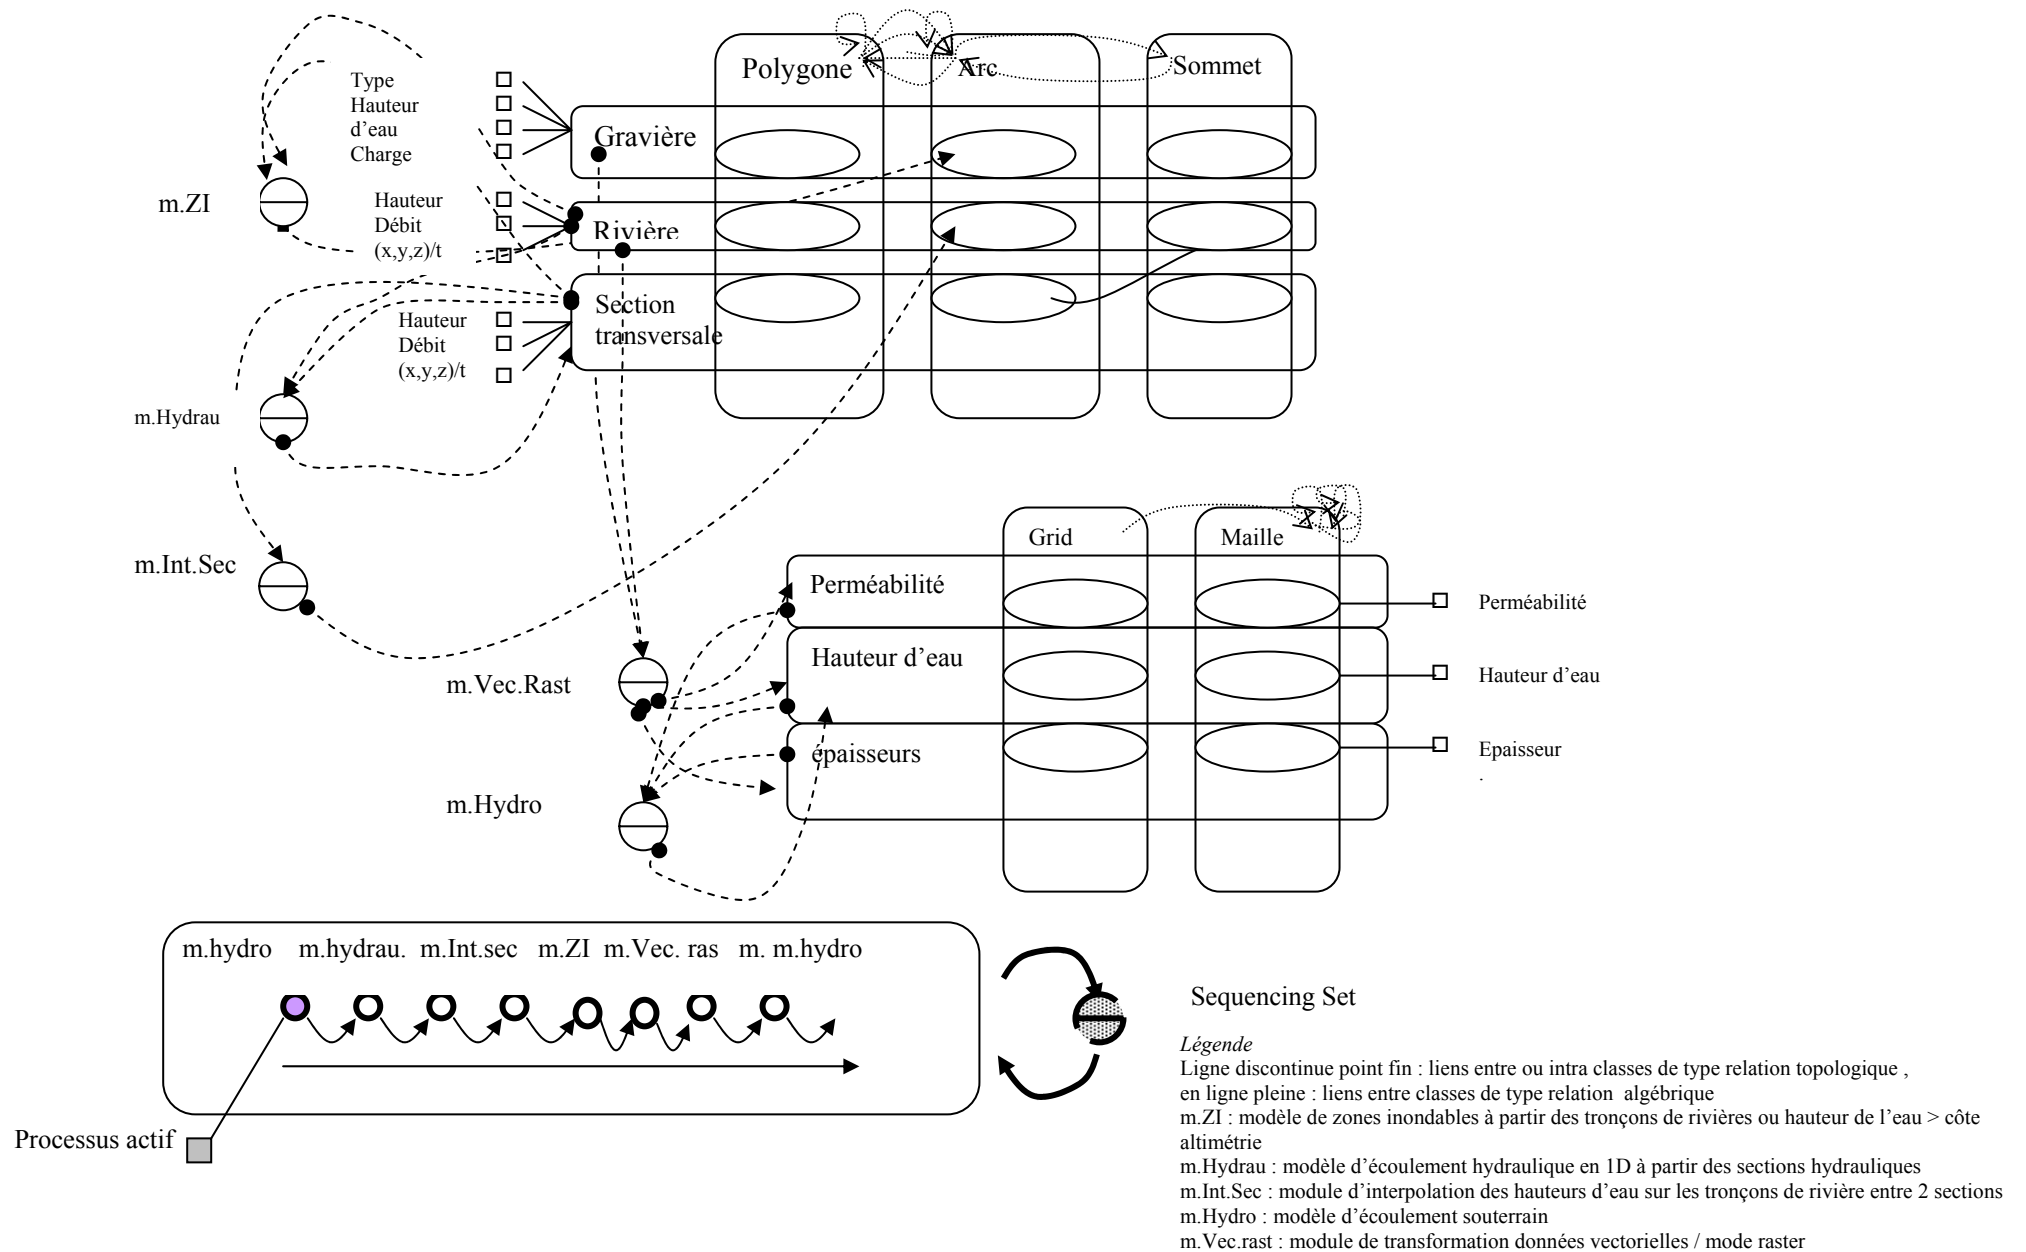 Polygone
Arc
Sommet
Type
Hauteur
d’eau
Charge
Gravière
m.ZI
Hauteur
Débit
(x,y,z)/t
Rivière
Section
transversale
Hauteur
Débit
(x,y,z)/t
m.Hydrau
m.Int.Sec
Grid
Maille
Perméabilité
Perméabilité
Hauteur d’eau
Hauteur d’eau
m.Vec.Rast
épaisseurs
Epaisseur
.
m.Hydro
m.hydro m.hydrau. m.Int.sec m.ZI m.Vec. ras m. m.hydro
Sequencing Set
Processus actif
Légende
Ligne discontinue point fin : liens entre ou intra classes de type relation topologique ,
en ligne pleine : liens entre classes de type relation algébrique
m.ZI : modèle de zones inondables à partir des tronçons de rivières ou hauteur de l’eau > côte
altimétrie
m.Hydrau : modèle d’écoulement hydraulique en 1D à partir des sections hydrauliques
m.Int.Sec : module d’interpolation des hauteurs d’eau sur les tronçons de rivière entre 2 sections
m.Hydro : modèle d’écoulement souterrain
m.Vec.rast : module de transformation données vectorielles / mode raster